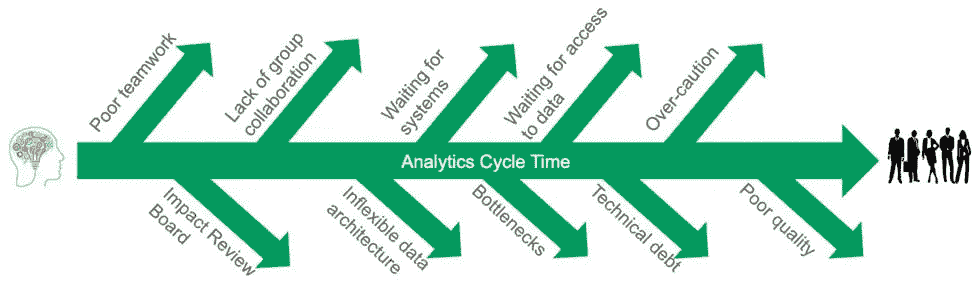 Poor teamwork
Lack of group
collaboration
Waiting for
systems
Waiting for access
to data
Over-caution
Analytics Cycle Time
Impact Review
Board
Inflexible data
architecture
Bottlenecks
Technical debt
Poor quality